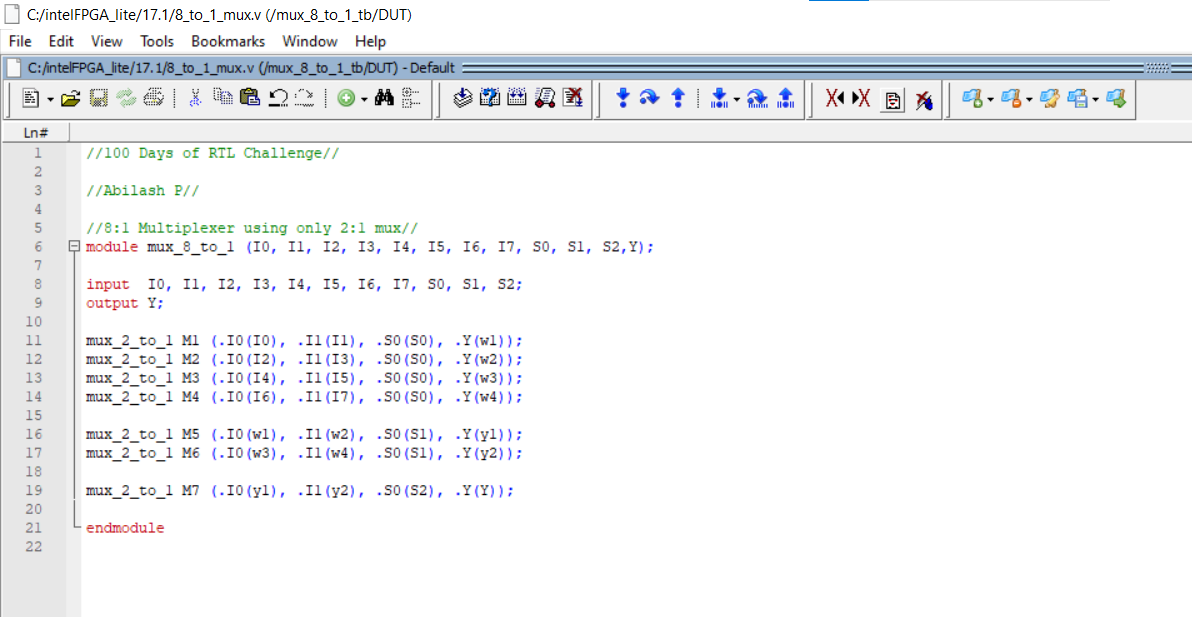 C:/intelFPGA_lite/17.1/8_to_1_mux.v (/mux_8_to_1_tb/DUT)
File Edit View Tools Bookmarks Window Help
C:/intelFPGA_lite/17.1/8_to_1_mux.v (/mux_8_to_1_tb/DUT) - Default
Ln#
1 //100 Days of RTL Challenge//
2
3 //Abilash P//
4
5 //8:1 Multiplexer using only 2:1 mux//
6 module mux_8_to_1 (I0, I1, I2, I3, I4, I5, I6, I7, S0, S1, S2,Y);
7
8 input  I0, I1, I2, I3, I4, I5, I6, I7, S0, S1, S2;
9 output Y;
10
11 mux_2_to_1 M1 (.I0(I0), .I1(I1), .S0(S0), .Y(w1));
12 mux_2_to_1 M2 (.I0(I2), .I1(I3), .S0(S0), .Y(w2));
13 mux_2_to_1 M3 (.I0(I4), .I1(I5), .S0(S0), .Y(w3));
14 mux_2_to_1 M4 (.I0(I6), .I1(I7), .S0(S0), .Y(w4));
15
16 mux_2_to_1 M5 (.I0(w1), .I1(w2), .S0(S1), .Y(y1));
17 mux_2_to_1 M6 (.I0(w3), .I1(w4), .S0(S1), .Y(y2));
18
19 mux_2_to_1 M7 (.I0(y1), .I1(y2), .S0(S2), .Y(Y));
20
21 endmodule
22